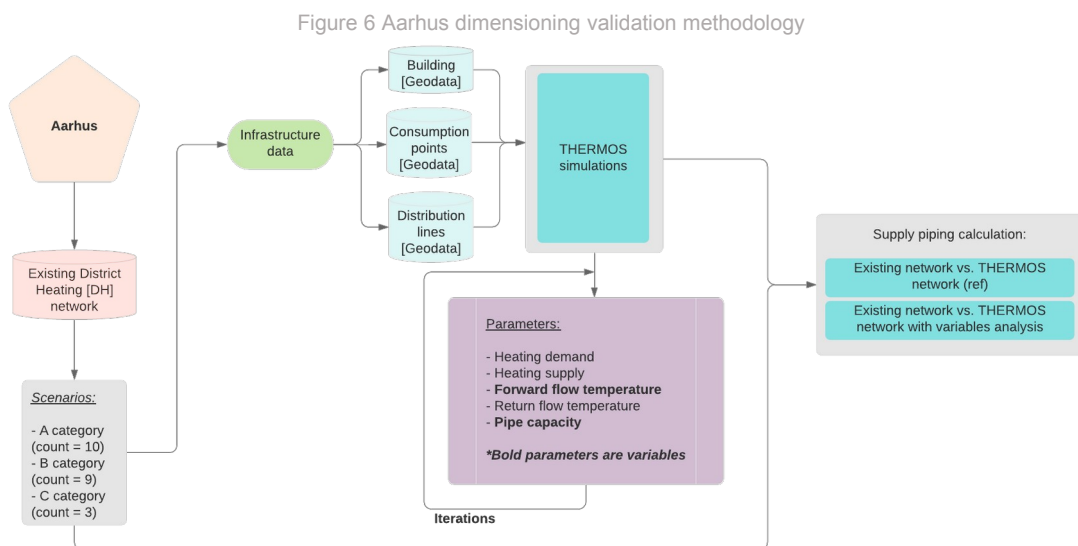 Figure 6 Aarhus dimensioning validation methodology
Aarhus
Existing District
Heating [DH]
network
Scenarios:
- A category
(count = 10)
- B category
(count = 9)
- C category
(count = 3)
Infrastructure
data
Building
[Geodata]
Consumption
points
[Geodata]
Distribution
lines
[Geodata]
THERMOS
simulations
Parameters:
- Heating demand
- Heating supply
- Forward flow temperature
- Return flow temperature
- Pipe capacity
*Bold parameters are variables
Iterations
Supply piping calculation:
Existing network vs. THERMOS
network (ref)
Existing network vs. THERMOS
network with variables analysis